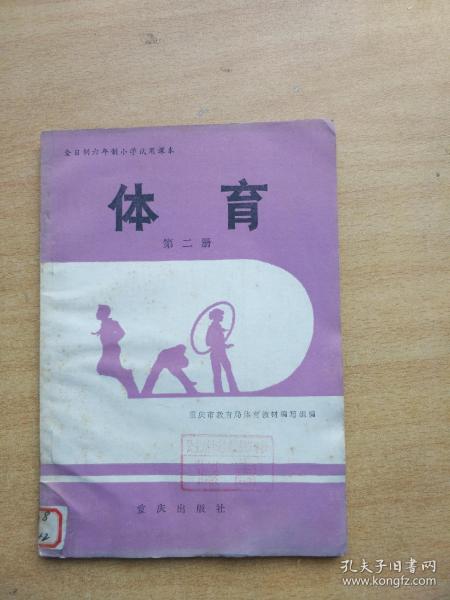 全日制六年制小学试用课本
体育
第二册
重庆市教育局体育教材编写组编
重庆出版社
8
孔夫子旧书网
www.kongfz.com